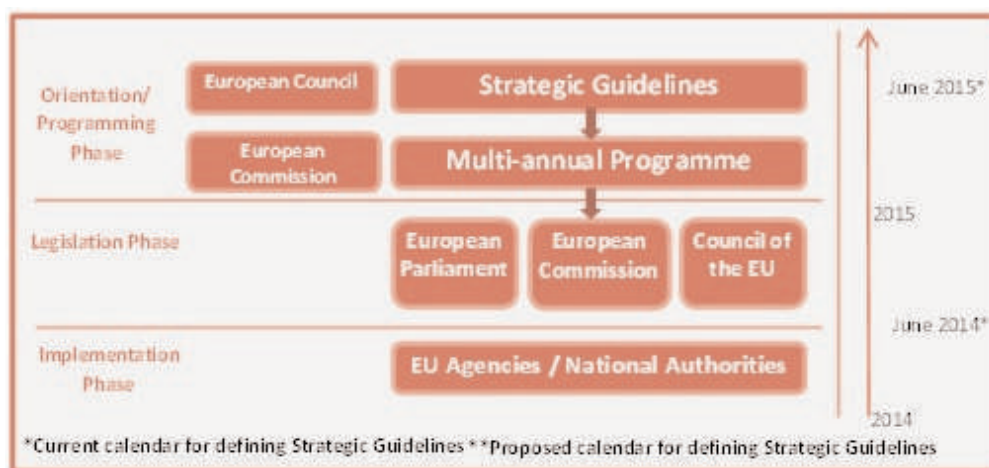 European Council
Strategic Guidelines
June 2015*
Orientation/
Programming
Phase
European
Commission
Multi-annual Programme
2015
Legislation Phase
European
Parliament
European
Commission
Council of
the EU
June 2014*
Implementation
Phase
EU Agencies / National Authorities
2014
*Current calendar for defining Strategic Guidelines **Proposed calendar for defining Strategic Guidelines